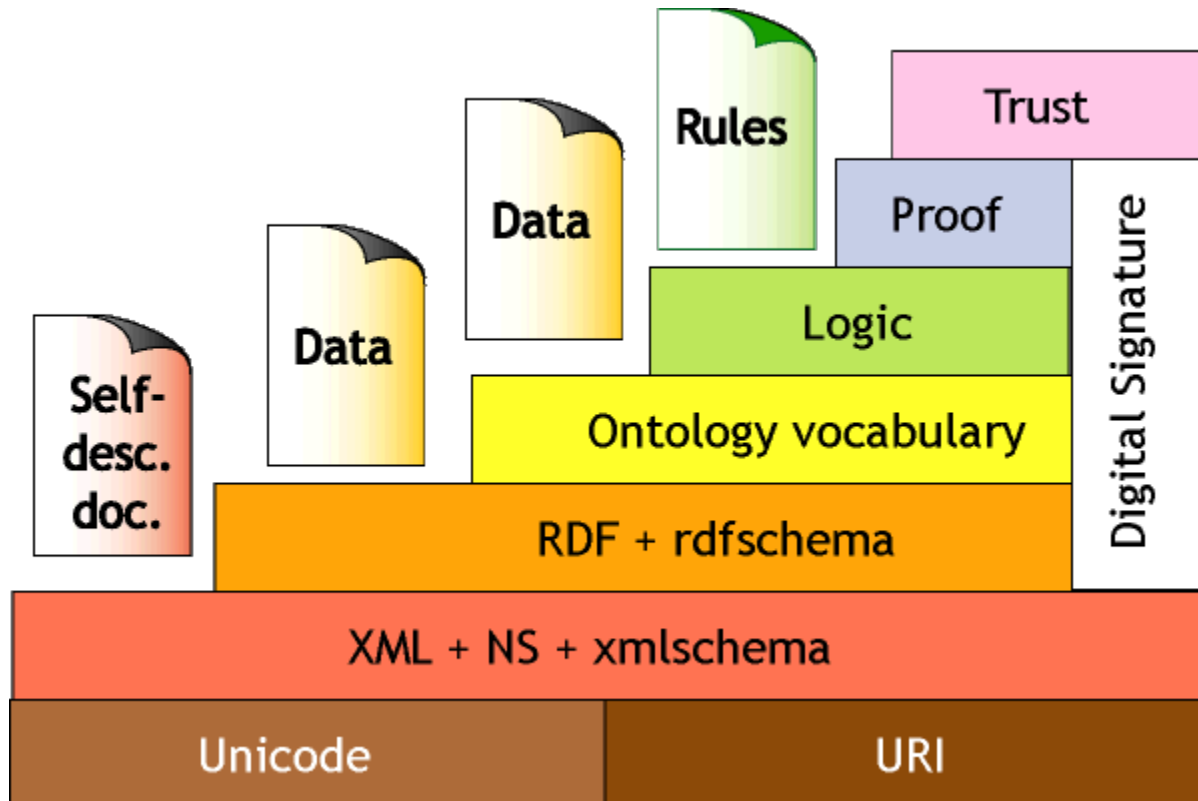 Rules
Trust
Data
Proof
Data
Logic
Self-
desc.
doc.
Ontology vocabulary
Digital Signature
RDF + rdfschema
XML + NS + xmlschema
Unicode
URI